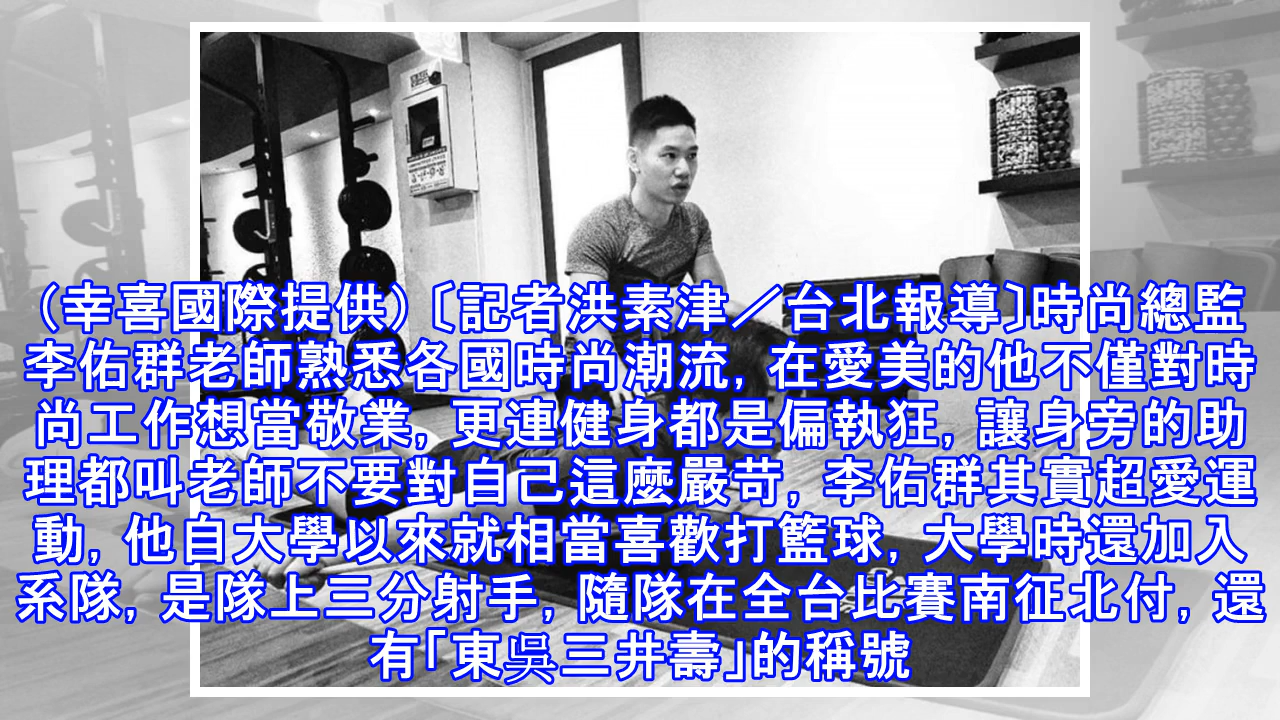 (幸喜國際提供)〔記者洪素津／台北報導〕時尚總監
李佑群老師熟悉各國時尚潮流, 在愛美的他不僅對時
尚工作想當敬業, 更連健身都是偏執狂, 讓身旁的助
理都叫老師不要對自己這麼嚴苛, 李佑群其實超愛運
動, 他自大學以來就相當喜歡打籃球, 大學時還加入
系隊, 是隊上三分射手, 隨隊在全台比賽南征北付, 還
有「東吳三井壽」的稱號